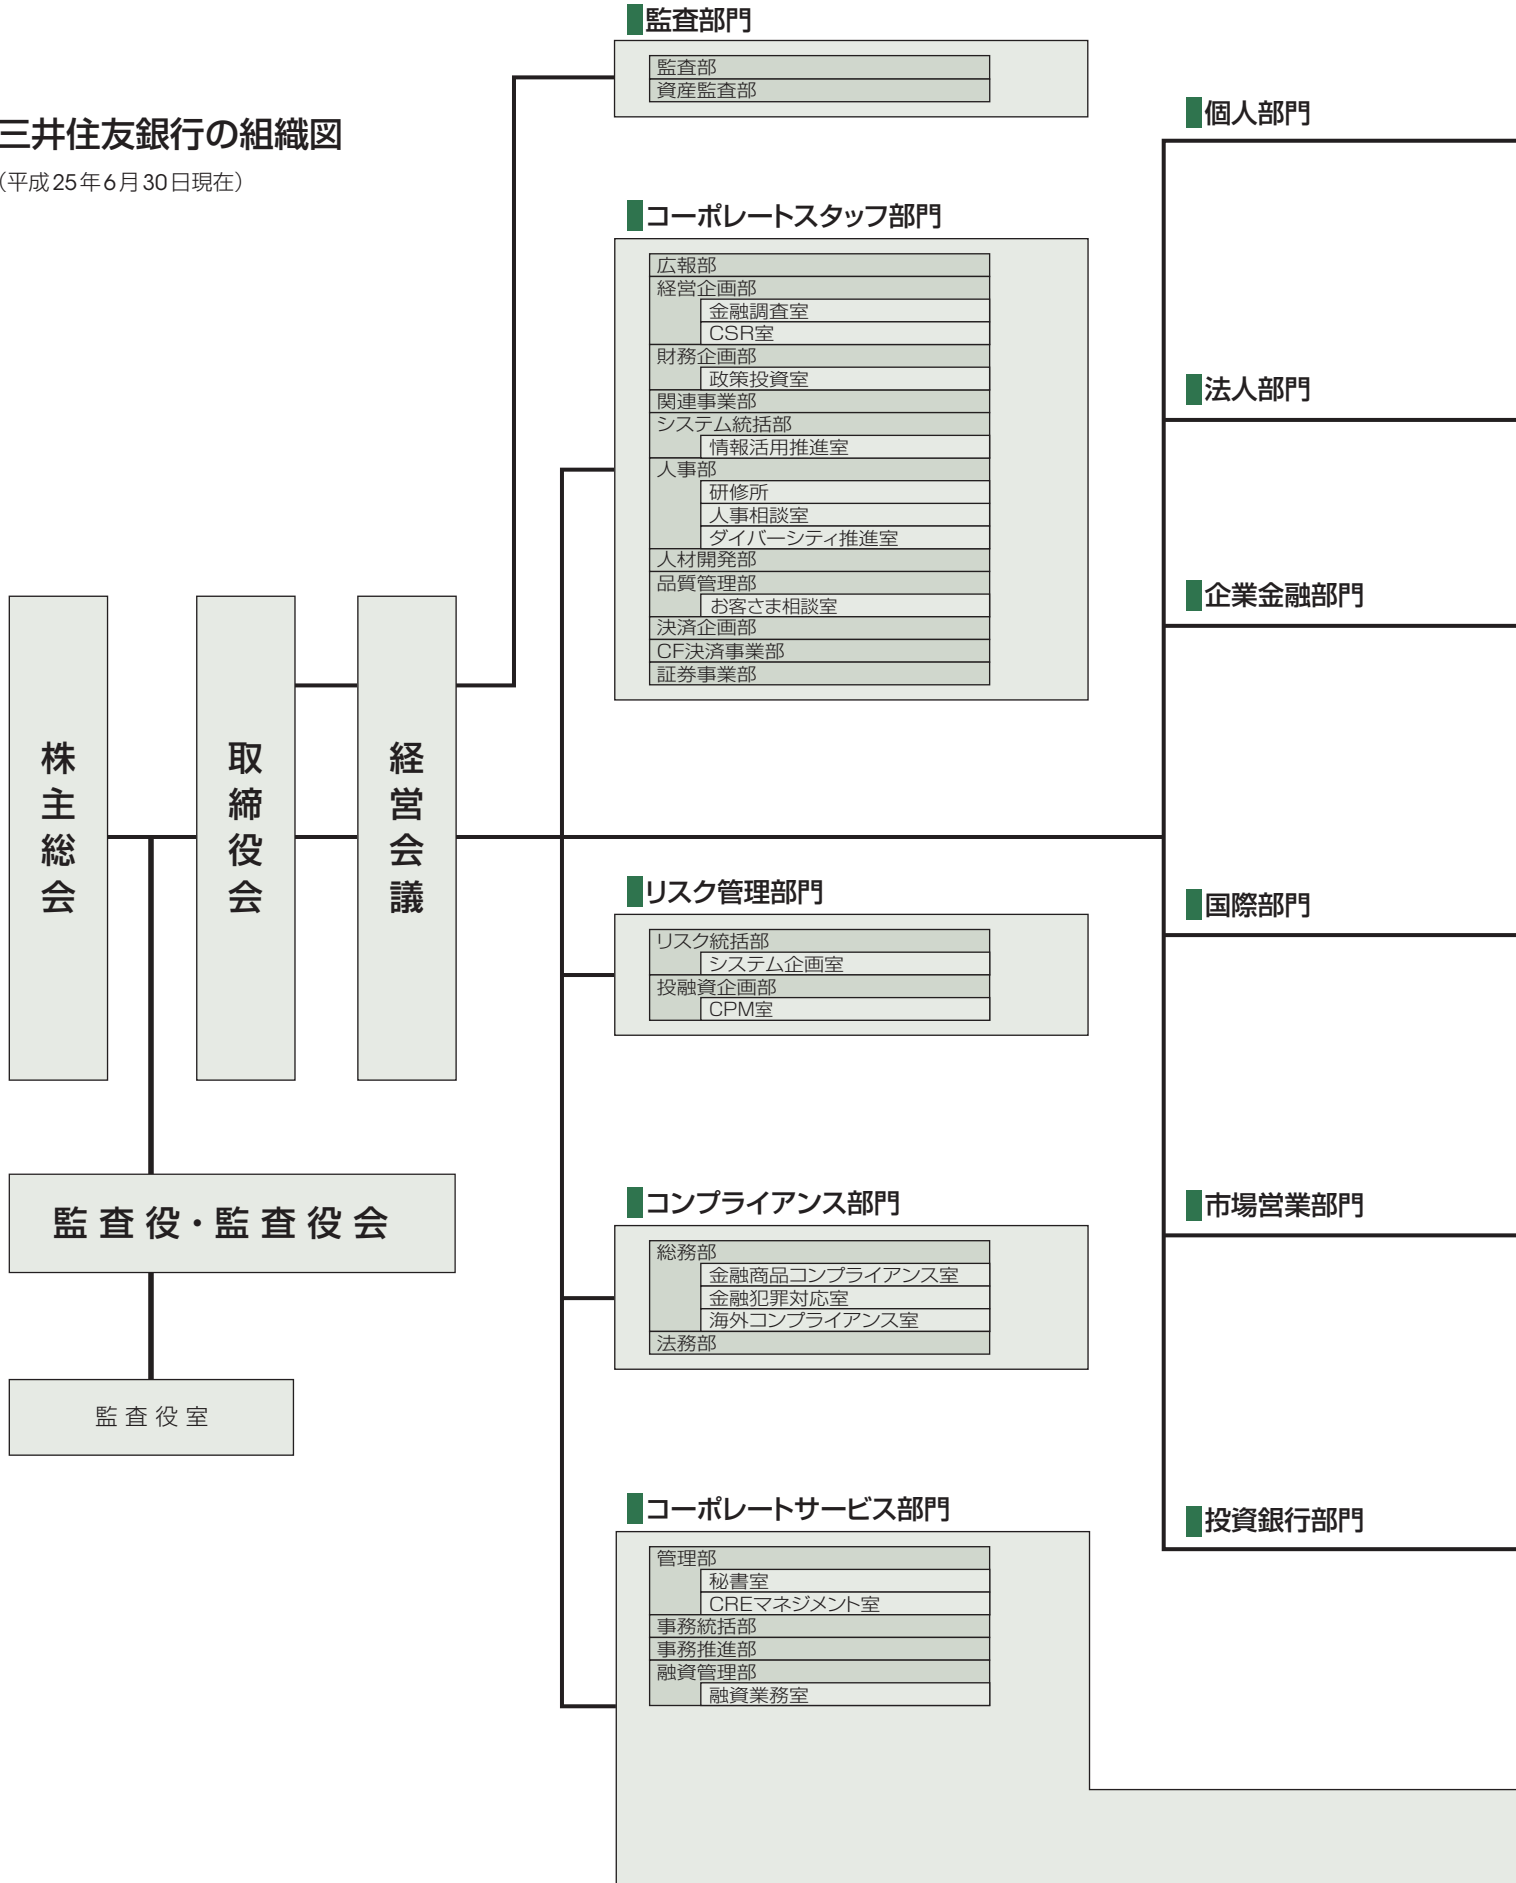 三井住友銀行の組織図
（平成25年6月30日現在）
株主総会
取締役会
経営会議
監査役・監査役会
監査役室
監査部門
監査部
資産監査部
コーポレートスタッフ部門
広報部
経営企画部
金融調査室
CSR室
財務企画部
政策投資室
関連事業部
システム統括部
情報活用推進室
人事部
研修所
人事相談室
ダイバーシティ推進室
人材開発部
品質管理部
お客さま相談室
決済企画部
CF決済事業部
証券事業部
リスク管理部門
リスク統括部
システム企画室
投融資企画部
CPM室
コンプライアンス部門
総務部
金融商品コンプライアンス室
金融犯罪対応室
海外コンプライアンス室
法務部
コーポレートサービス部門
管理部
秘書室
CREマネジメント室
事務統括部
事務推進部
融資管理部
融資業務室
個人部門
法人部門
企業金融部門
国際部門
市場営業部門
投資銀行部門